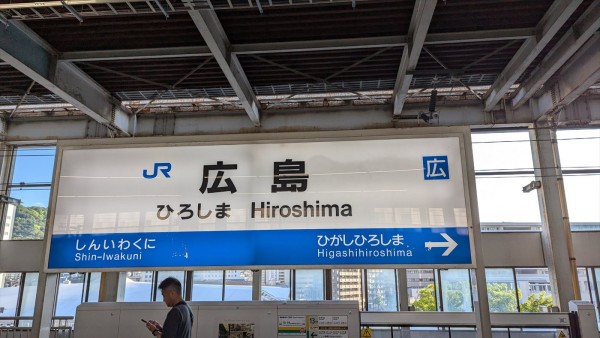 JR 広島 広
ひろしま Hiroshima
しんいわくに ひがしひろしま
Shin-Iwakuni Higashihiroshima